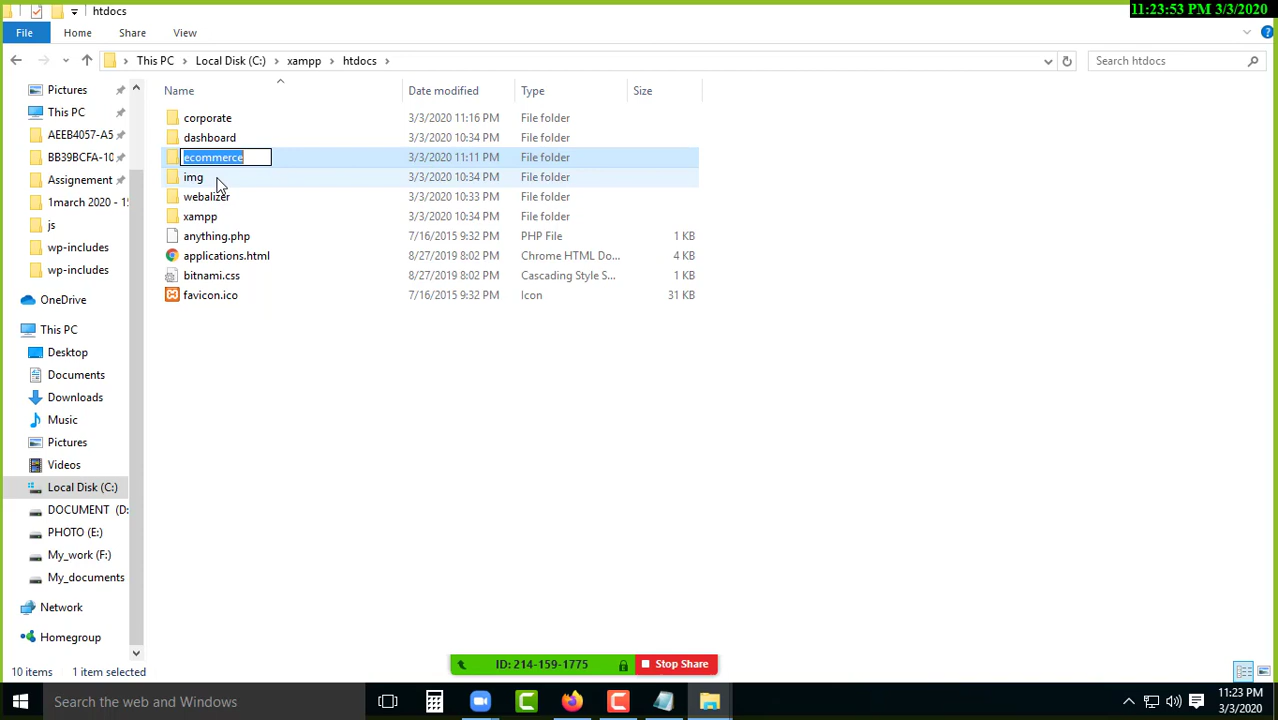 htdocs
11:23:53 PM 3/3/2020
File Home Share View
This PC Local Disk (C:) xampp htdocs
Search htdocs
Name Date modified Type Size
corporate 3/3/2020 11:16 PM File folder
dashboard 3/3/2020 10:34 PM File folder
ecommerce 3/3/2020 11:11 PM File folder
img 3/3/2020 10:34 PM File folder
webalizer 3/3/2020 10:33 PM File folder
xampp 3/3/2020 10:34 PM File folder
anything.php 7/16/2015 9:32 PM PHP File 1 KB
applications.html 8/27/2019 8:02 PM Chrome HTML Do... 4 KB
bitnami.css 8/27/2019 8:02 PM Cascading Style S... 1 KB
favicon.ico 7/16/2015 9:32 PM Icon 31 KB
Pictures
This PC
AEEB4057-A5
BB39BCFA-10
Assignement
1march 2020 - 15
js
wp-includes
wp-includes
OneDrive
This PC
Desktop
Documents
Downloads
Music
Pictures
Videos
Local Disk (C:)
DOCUMENT (D:
PHOTO (E:)
My_work (F:)
My_documents
Network
Homegroup
10 items 1 item selected
ID: 214-159-1775 Stop Share
Search the web and Windows
11:23 PM
3/3/2020